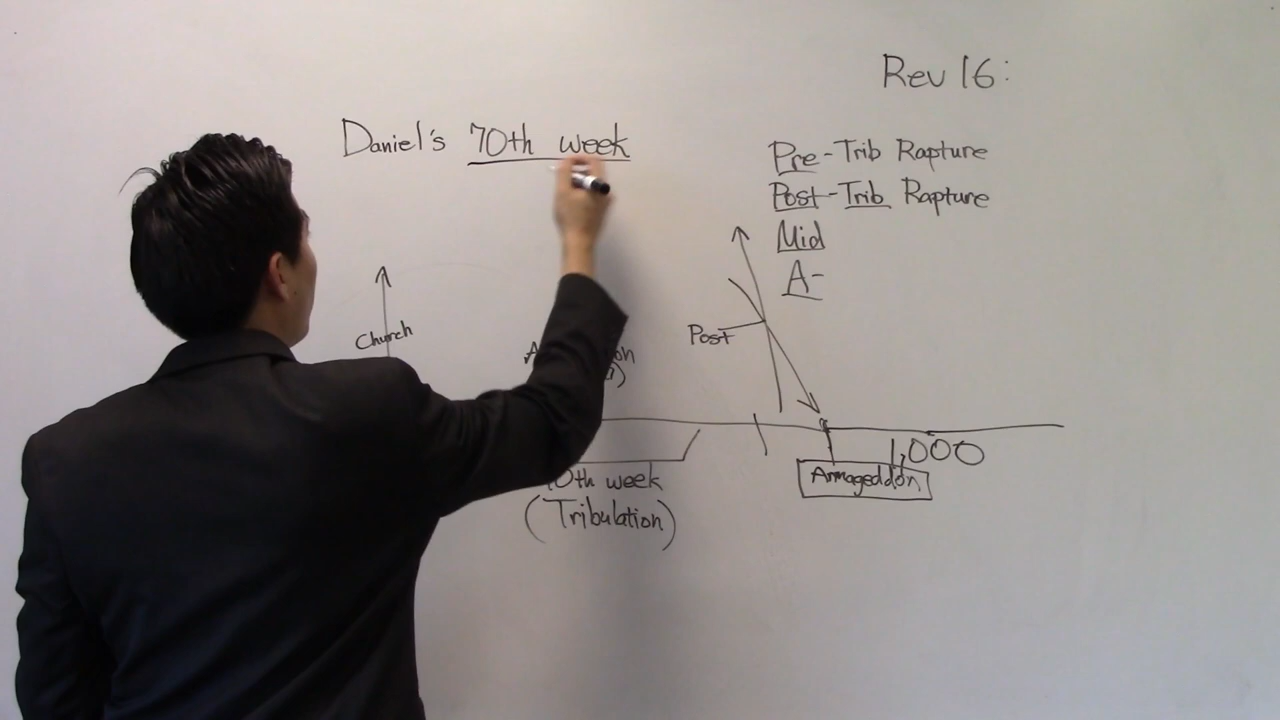 Rev 16:
Daniel's 70th week
Pre-Trib Rapture
Post-Trib Rapture
Mid
A-
Church
Post
1,000
Armageddon
0th week
(Tribulation)